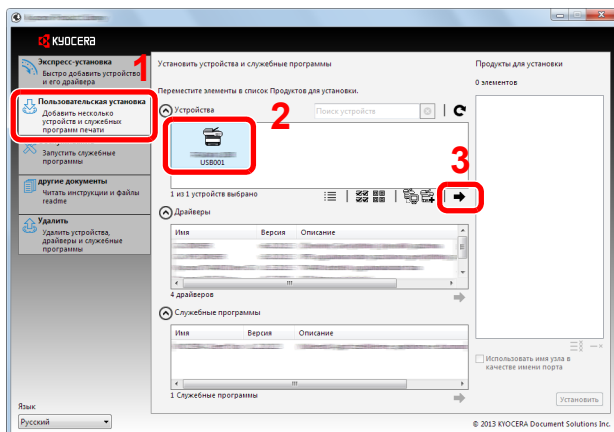 KYOCERA
Экспресс-установка
Быстро добавить устройство
и его драйвера
1
Пользовательская установка
Добавить несколько
устройств и служебных
программ печати
Запустить служебные
программы
другие документы
Читать инструкции и файлы
readme
Удалить
Удалить устройства,
драйверы и служебные
программы
Язык
Русский
Установить устройства и служебные программы
Переместите элементы в список Продуктов для установки.
Устройства
2
Поиск устройств
USB001
3
1 из 1 устройств выбрано
Драйверы
Имя Версия Описание
4 драйверов
Служебные программы
Имя Версия Описание
1 Служебные программы
Продукты для установки
0 элементов
Использовать имя узла в
качестве имени порта
Установить
© 2013 KYOCERA Document Solutions Inc.